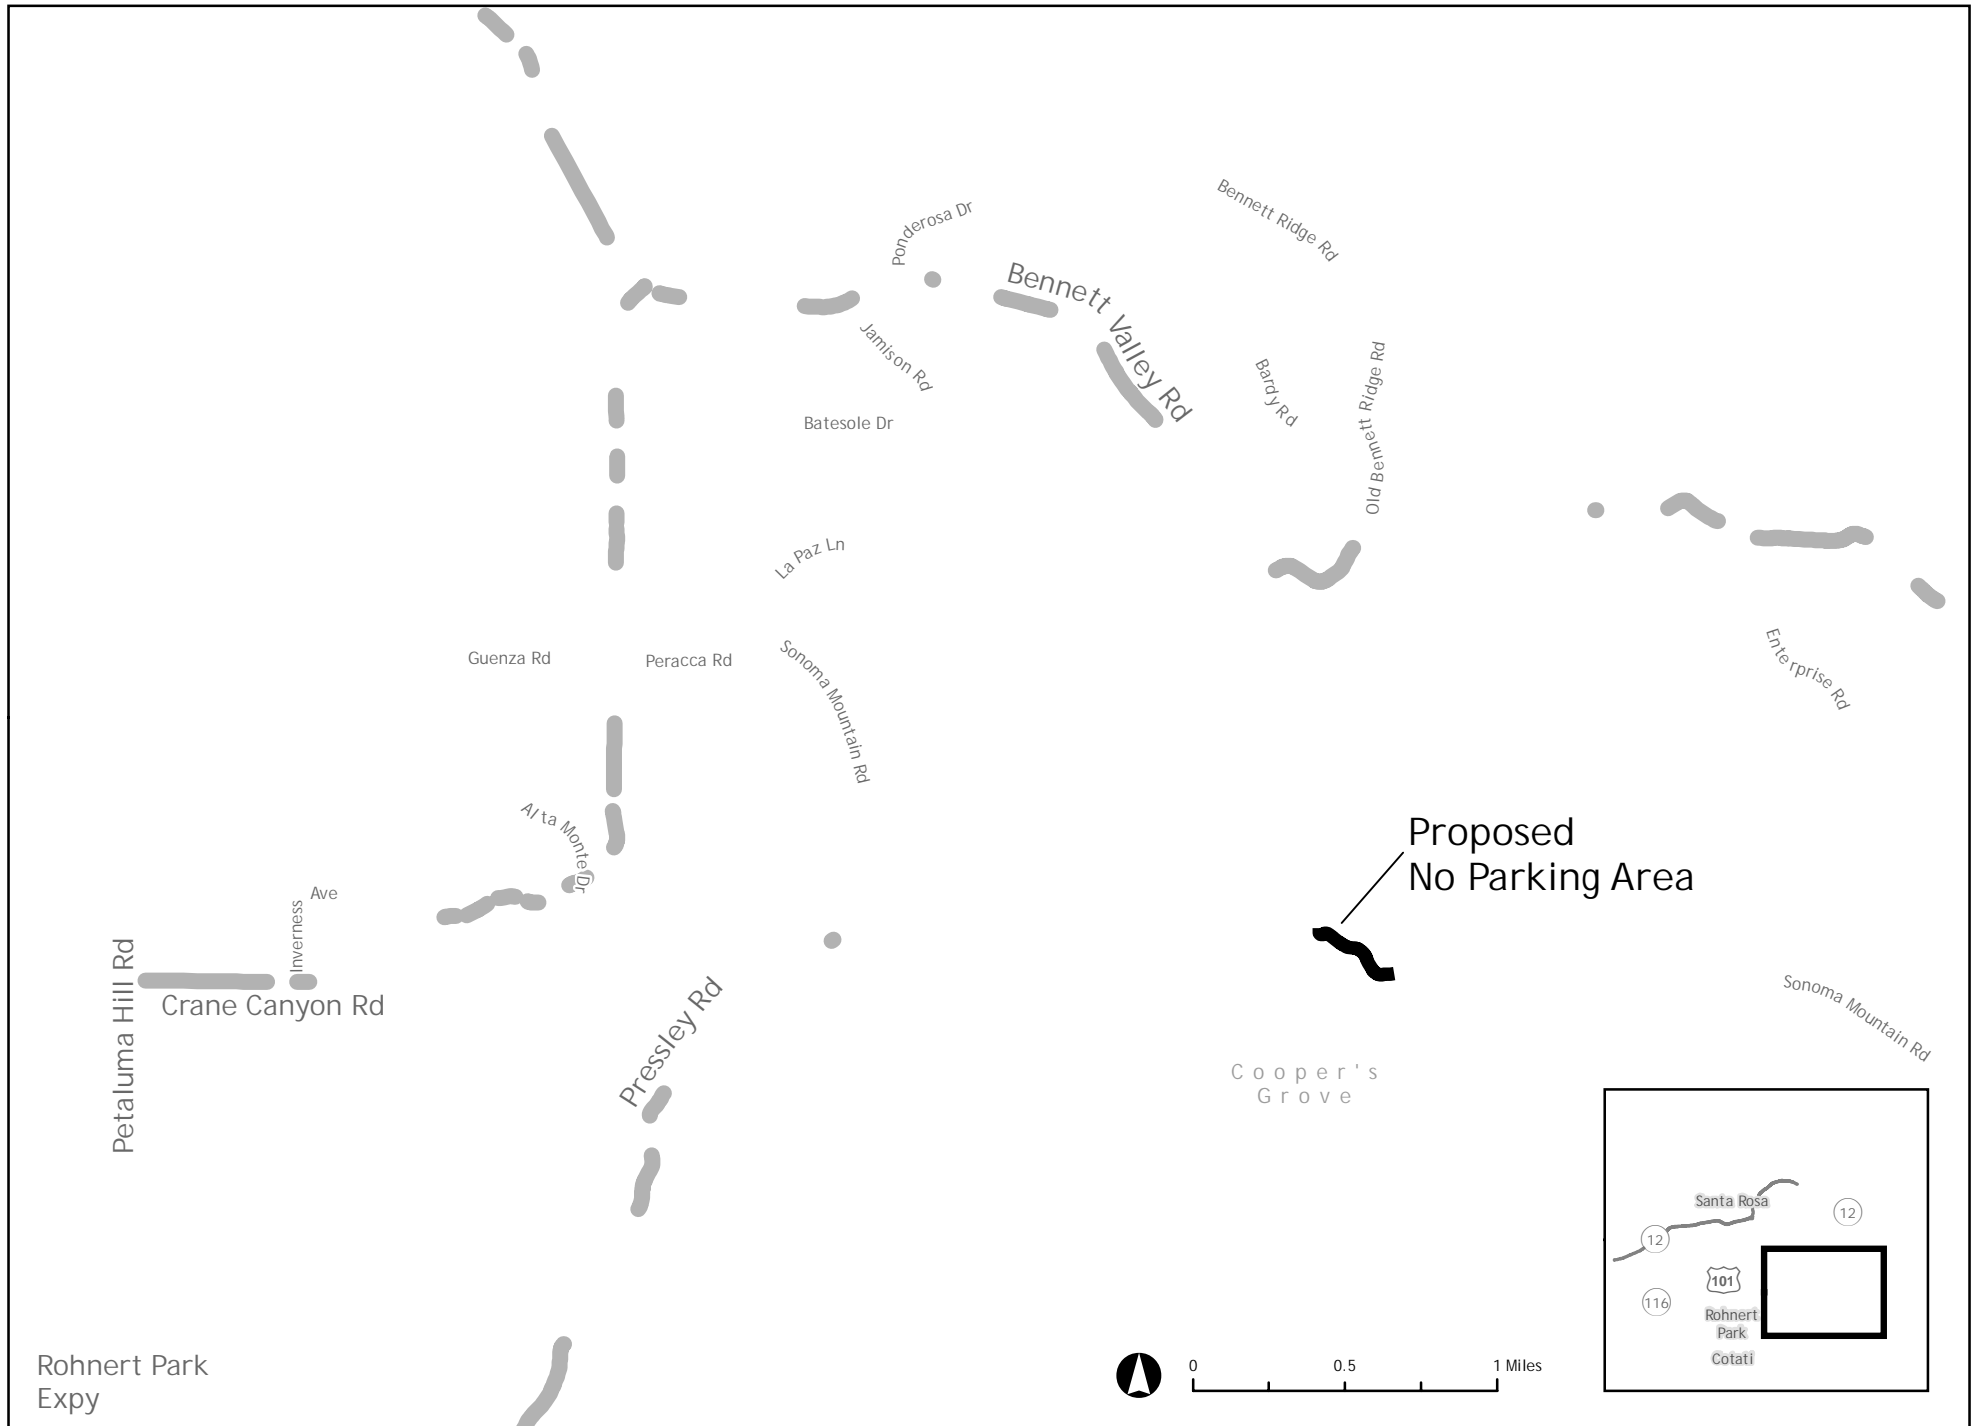 Ponderosa Dr
Bennett Ridge Rd
Bennett Valley Rd
Jamison Rd
Batesole Dr
Bardy Rd
Old Bennett Ridge Rd
La Paz Ln
Guenza Rd
Peracca Rd
Sonoma Mountain Rd
Enterprise Rd
Alta Monte Dr
Proposed
No Parking Area
Inverness
Ave
Petaluma Hill Rd
Crane Canyon Rd
Pressley Rd
Sonoma Mountain Rd
Cooper's
Grove
Santa Rosa
12
12
101
116
Rohnert
Park
Cotati
Rohnert Park
Expy
0 0.5 1 Miles